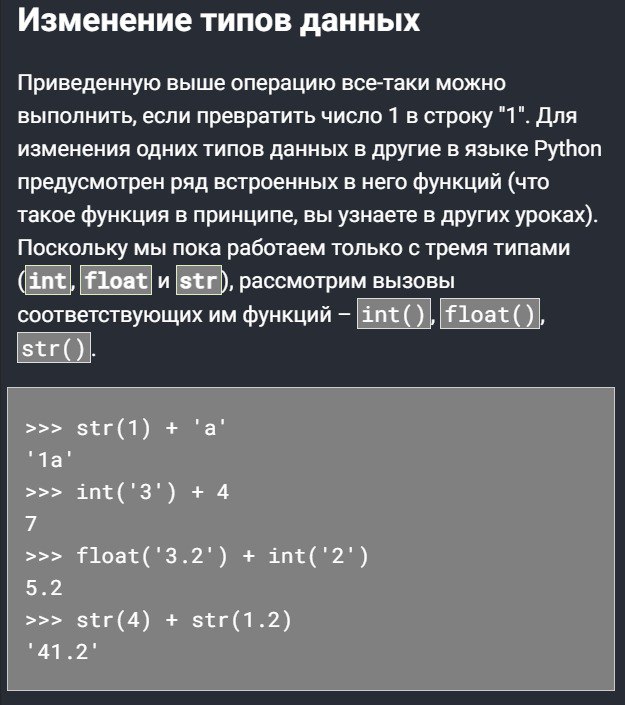 Изменение типов данных
Приведенную выше операцию все-таки можно
выполнить, если превратить число 1 в строку "1". Для
изменения одних типов данных в другие в языке Python
предусмотрен ряд встроенных в него функций (что
такое функция в принципе, вы узнаете в других уроках).
Поскольку мы пока работаем только с тремя типами
(int, float и str), рассмотрим вызовы
соответствующих им функций – int(), float(),
str().
>>> str(1) + 'a'
'1a'
>>> int('3') + 4
7
>>> float('3.2') + int('2')
5.2
>>> str(4) + str(1.2)
'41.2'